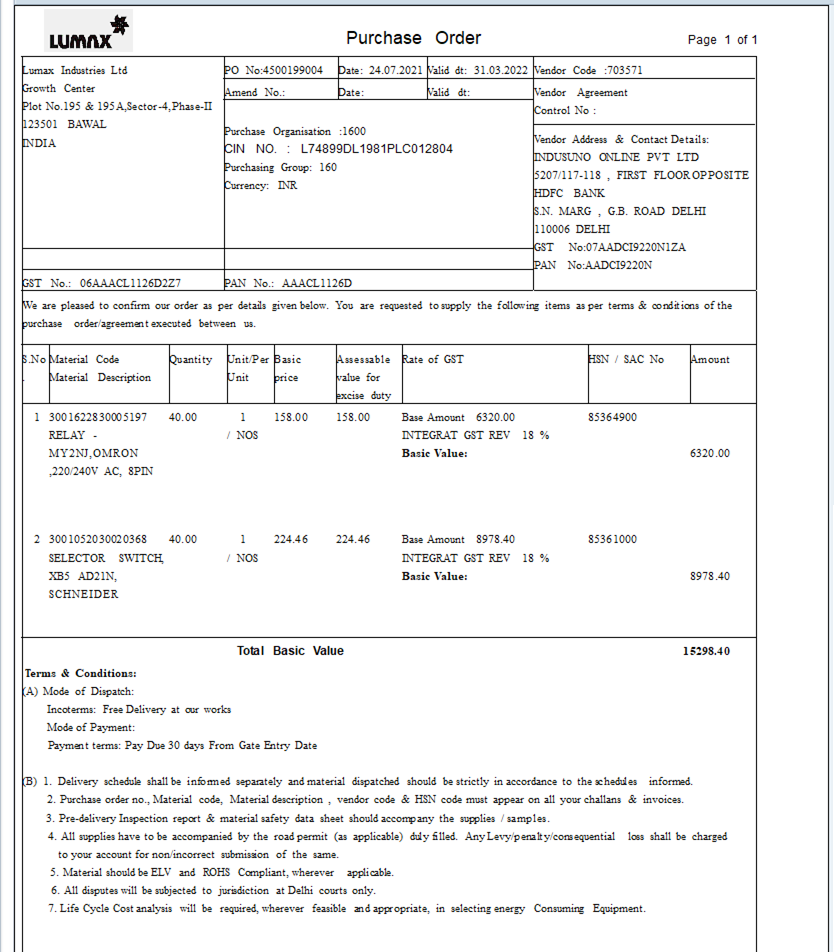 LUMAX
Purchase Order
Page 1 of 1
Lumax Industries Ltd
Growth Center
Plot No.195 & 195A,Sector-4,Phase-II
123501 BAWAL
INDIA
GST No.: 06AAACL1126D2Z7
PO No:4500199004 Date: 24.07.2021 Valid dt: 31.03.2022
Amend No.: Date: Valid dt:
Purchase Organisation :1600
CIN NO. : L74899DL1981PLC012804
Purchasing Group: 160
Currency: INR
PAN No.: AAACL1126D
Vendor Code :703571
Vendor Agreement
Control No :
Vendor Address & Contact Details:
INDUSUNO ONLINE PVT LTD
5207/117-118 , FIRST FLOOR OPPOSITE
HDFC BANK
S.N. MARG , G.B. ROAD DELHI
110006 DELHI
GST No:07AADCI9220N1ZA
PAN No:AADCI9220N
We are pleased to confirm our order as per details given below. You are requested to supply the following items as per terms & conditions of the
purchase order/agreement executed between us.
S.No Material Code Quantity Unit/Per Basic Assessable Rate of GST HSN / SAC No Amount
. Material Description Unit price value for
excise duty
1 3001622830005197 40.00 1 158.00 158.00 Base Amount 6320.00 85364900
RELAY - / NOS INTEGRAT GST REV 18 %
MY2NJ,OMRON Basic Value: 6320.00
,220/240V AC, 8PIN
2 3001052030020368 40.00 1 224.46 224.46 Base Amount 8978.40 85361000
SELECTOR SWITCH, / NOS INTEGRAT GST REV 18 %
XB5 AD21N, Basic Value: 8978.40
SCHNEIDER
Total Basic Value 15298.40
Terms & Conditions:
(A) Mode of Dispatch:
Incoterms: Free Delivery at our works
Mode of Payment:
Payment terms: Pay Due 30 days From Gate Entry Date
(B) 1. Delivery schedule shall be informed separately and material dispatched should be strictly in accordance to the schedules informed.
2. Purchase order no., Material code, Material description , vendor code & HSN code must appear on all your challans & invoices.
3. Pre-delivery Inspection report & material safety data sheet should accompany the supplies / samples.
4. All supplies have to be accompanied by the road permit (as applicable) duly filled. Any Levy/penalty/consequential loss shall be charged
to your account for non/incorrect submission of the same.
5. Material should be ELV and ROHS Compliant, wherever applicable.
6. All disputes will be subjected to jurisdiction at Delhi courts only.
7. Life Cycle Cost analysis will be required, wherever feasible and appropriate, in selecting energy Consuming Equipment.